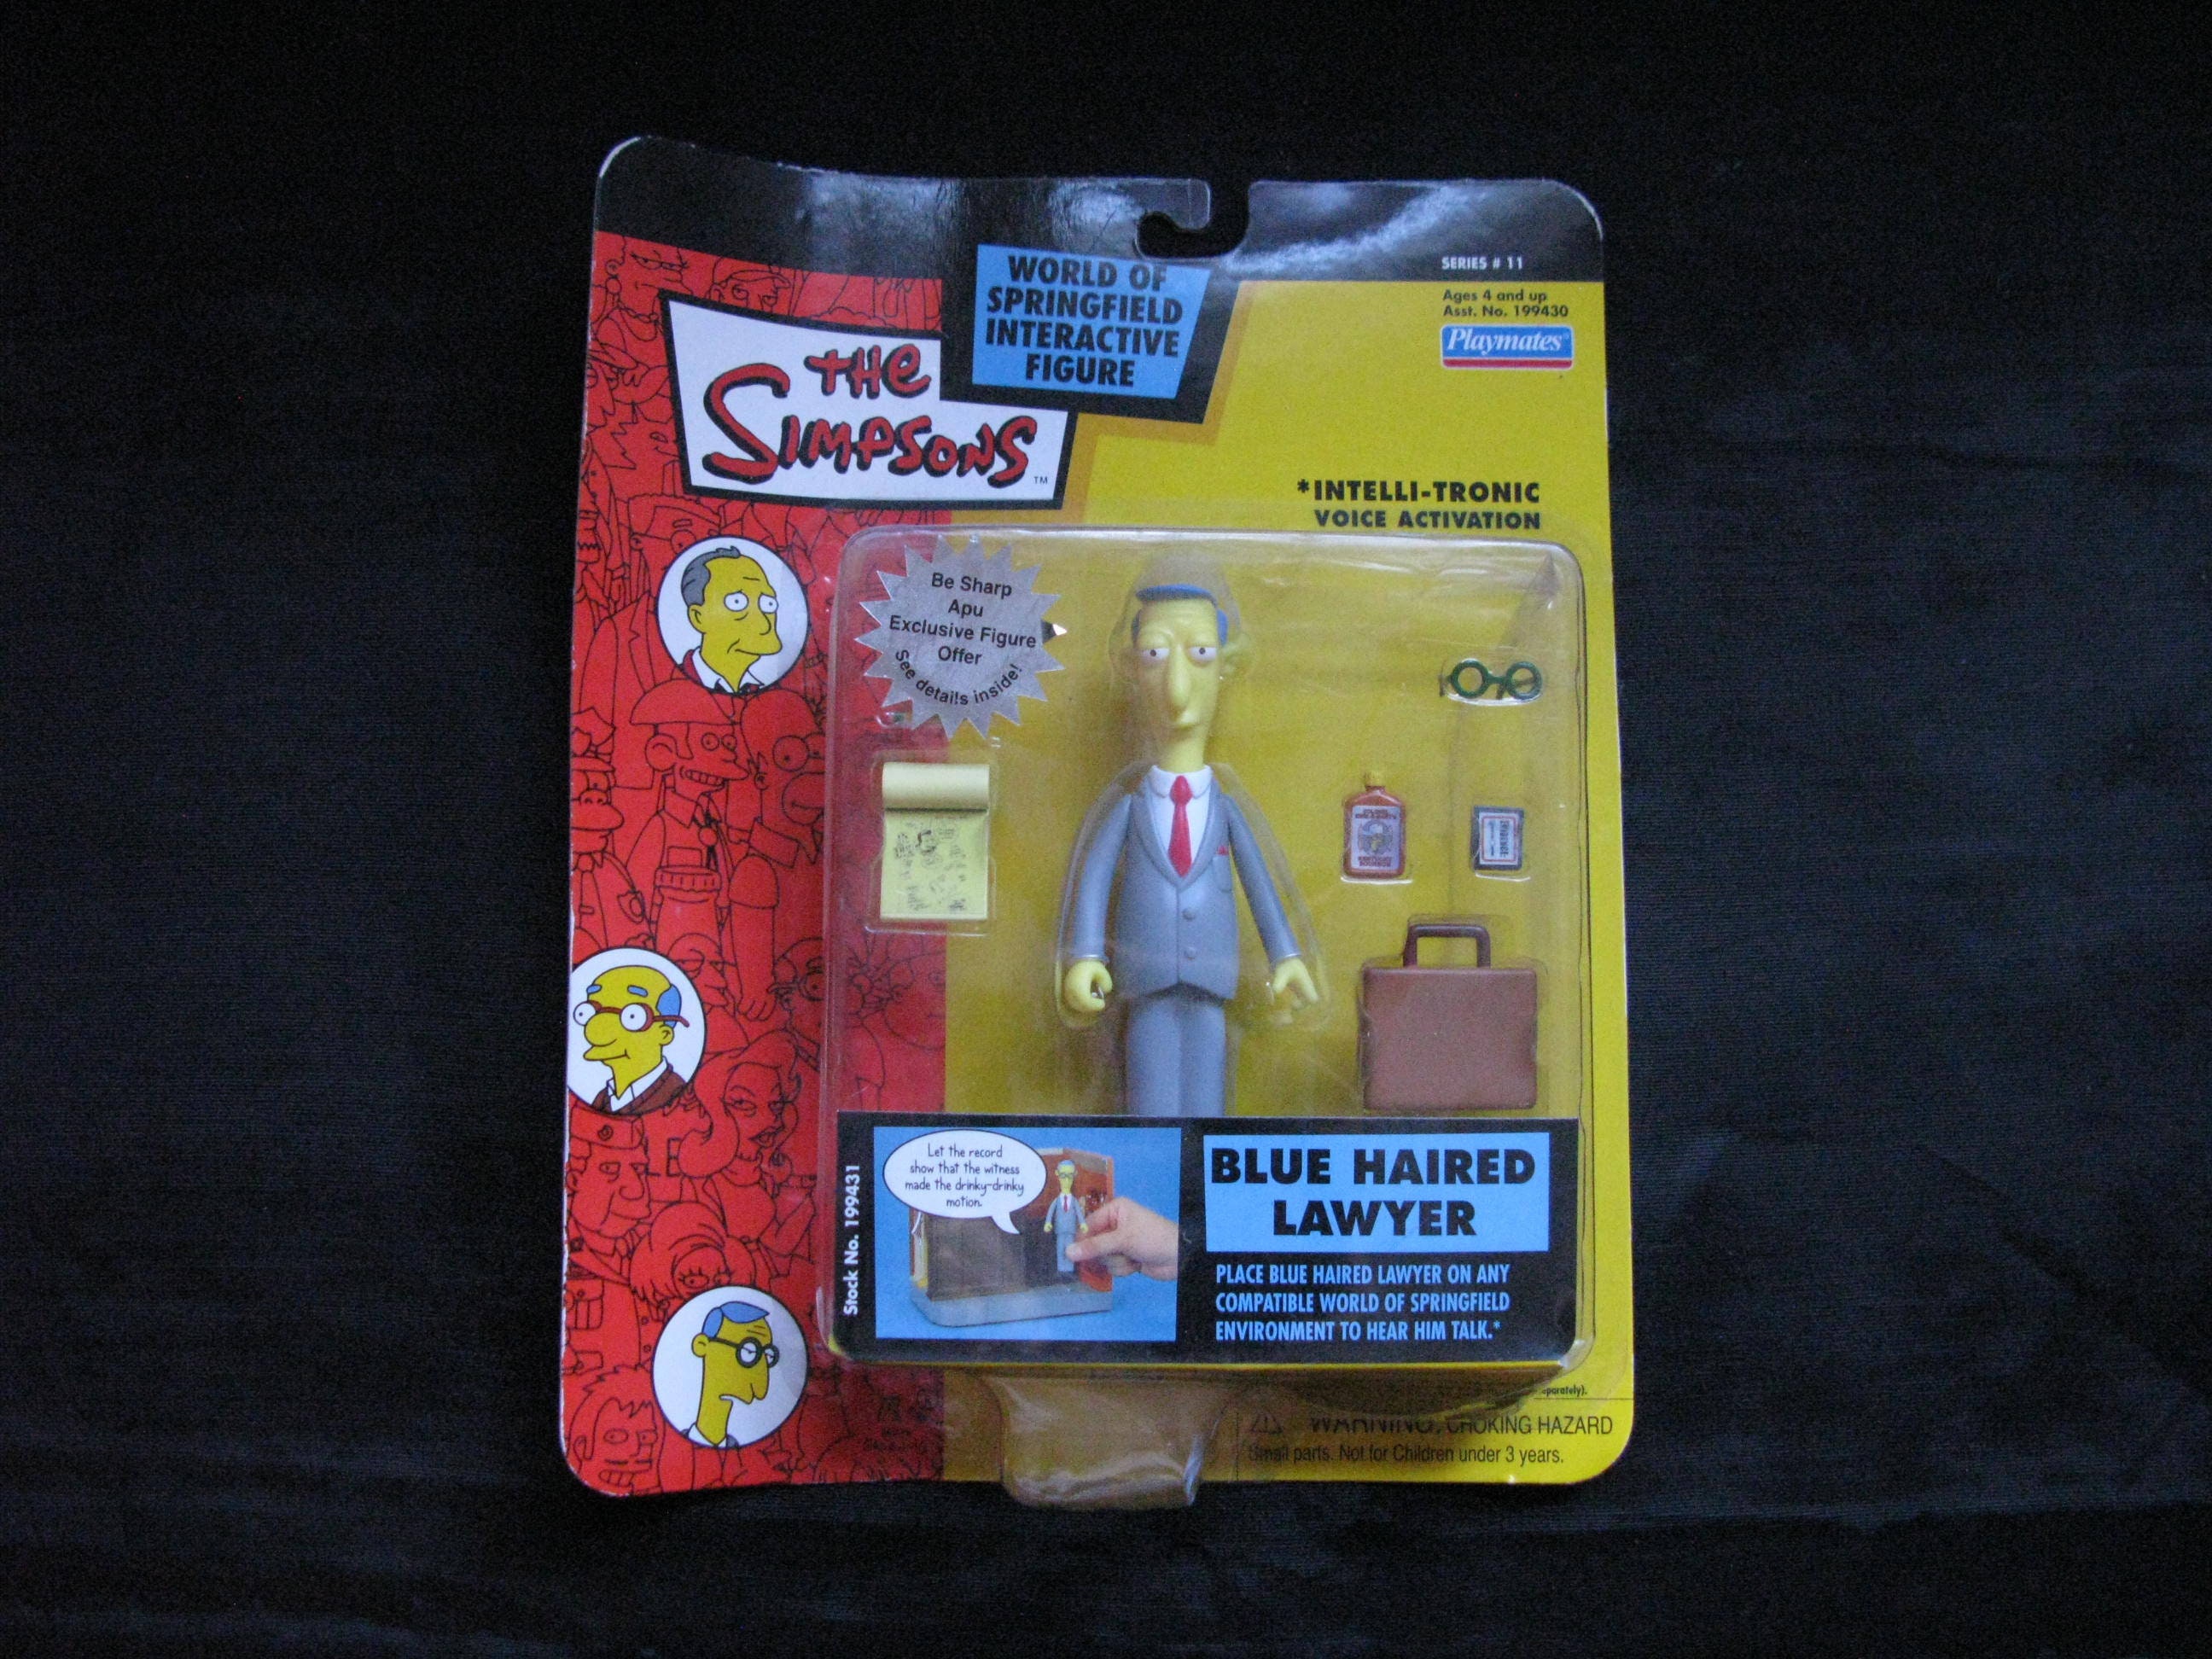 WORLD OF
SPRINGFIELD
INTERACTIVE
FIGURE
SERIES # 11
Ages 4 and up
Asst. No. 199430
Playmates
THE
SIMPSONS
TM
*INTELLI-TRONIC
VOICE ACTIVATION
Be Sharp
Apu
Exclusive Figure
Offer
See details inside!
Let the record
show that the witness
made the drinky-drinky
motion.
Stock No. 199431
BLUE HAIRED
LAWYER
PLACE BLUE HAIRED LAWYER ON ANY
COMPATIBLE WORLD OF SPRINGFIELD
ENVIRONMENT TO HEAR HIM TALK.*
WARNING, CHOKING HAZARD
Small parts. Not for Children under 3 years.